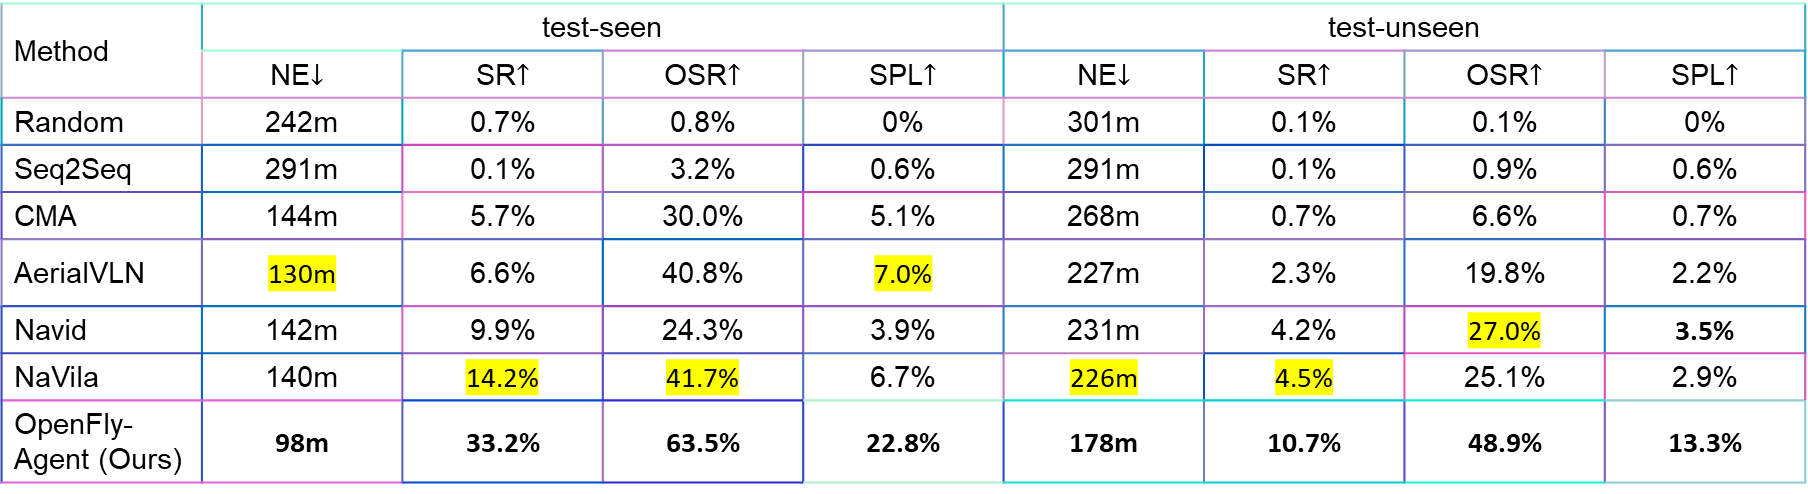 Method test-seen test-unseen
NE↓ SR↑ OSR↑ SPL↑ NE↓ SR↑ OSR↑ SPL↑
Random 242m 0.7% 0.8% 0% 301m 0.1% 0.1% 0%
Seq2Seq 291m 0.1% 3.2% 0.6% 291m 0.1% 0.9% 0.6%
CMA 144m 5.7% 30.0% 5.1% 268m 0.7% 6.6% 0.7%
AerialVLN 130m 6.6% 40.8% 7.0% 227m 2.3% 19.8% 2.2%
Navid 142m 9.9% 24.3% 3.9% 231m 4.2% 27.0% 3.5%
NaVila 140m 14.2% 41.7% 6.7% 226m 4.5% 25.1% 2.9%
OpenFly-
Agent (Ours) 98m 33.2% 63.5% 22.8% 178m 10.7% 48.9% 13.3%